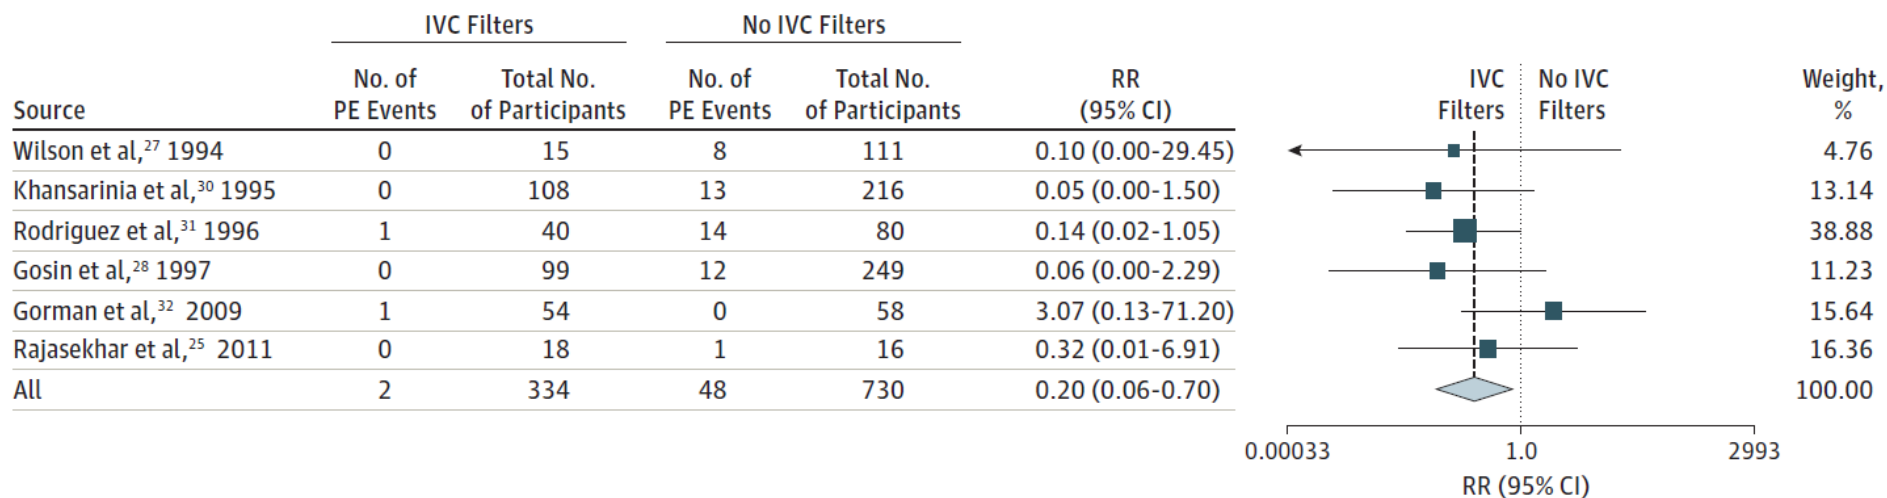 IVC Filters No IVC Filters
No. of Total No. No. of Total No. RR IVC No IVC Weight,
Source PE Events of Participants PE Events of Participants (95% CI) Filters Filters %
Wilson et al,27 1994 0 15 8 111 0.10 (0.00-29.45) 4.76
Khansarinia et al,30 1995 0 108 13 216 0.05 (0.00-1.50) 13.14
Rodriguez et al,31 1996 1 40 14 80 0.14 (0.02-1.05) 38.88
Gosin et al,28 1997 0 99 12 249 0.06 (0.00-2.29) 11.23
Gorman et al,32 2009 1 54 0 58 3.07 (0.13-71.20) 15.64
Rajasekhar et al,25 2011 0 18 1 16 0.32 (0.01-6.91) 16.36
All 2 334 48 730 0.20 (0.06-0.70) 100.00
0.00033 1.0 2993
RR (95% CI)